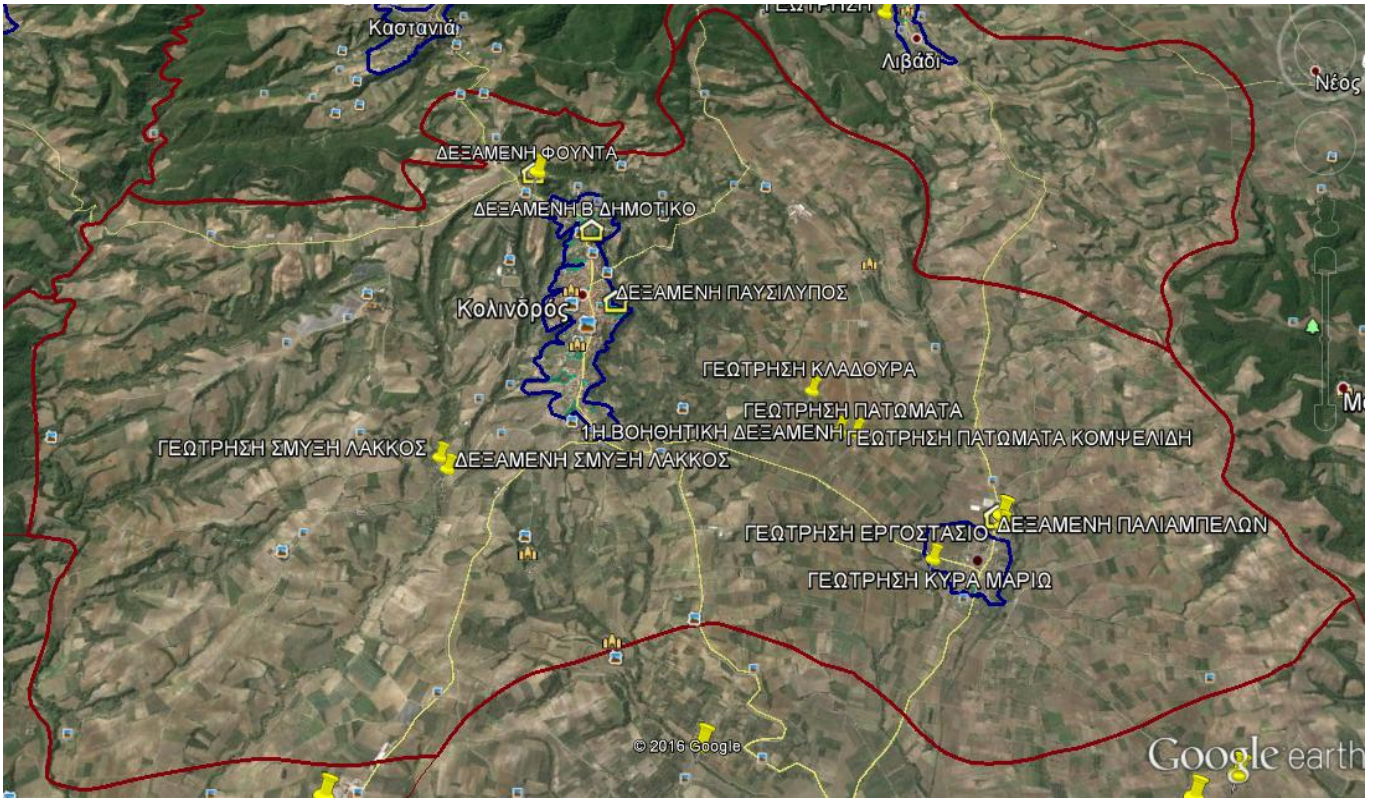 ΓΕΩΤΡΗΣΗ
Καστανιά
Λιβάδι
Νέος
ΔΕΞΑΜΕΝΗ ΦΟΥΝΤΑ
ΔΕΞΑΜΕΝΗ Β ΔΗΜΟΤΙΚΟ
ΔΕΞΑΜΕΝΗ ΠΑΥΣΙΛΥΠΟΣ
Κολινδρός
ΓΕΩΤΡΗΣΗ ΚΛΑΔΟΥΡΑ
ΓΕΩΤΡΗΣΗ ΠΑΤΩΜΑΤΑ
1Η ΒΟΗΘΗΤΙΚΗ ΔΕΞΑΜΕΝΗ
ΓΕΩΤΡΗΣΗ ΠΑΤΩΜΑΤΑ ΚΟΜΨΕΛΙΔΗ
ΓΕΩΤΡΗΣΗ ΣΜΥΞΗ ΛΑΚΚΟΣ
ΔΕΞΑΜΕΝΗ ΣΜΥΞΗ ΛΑΚΚΟΣ
ΔΕΞΑΜΕΝΗ ΠΑΛΙΑΜΠΕΛΩΝ
ΓΕΩΤΡΗΣΗ ΕΡΓΟΣΤΑΣΙΟ
ΓΕΩΤΡΗΣΗ ΚΥΡΑ ΜΑΡΙΩ
© 2016 Google
Google earth